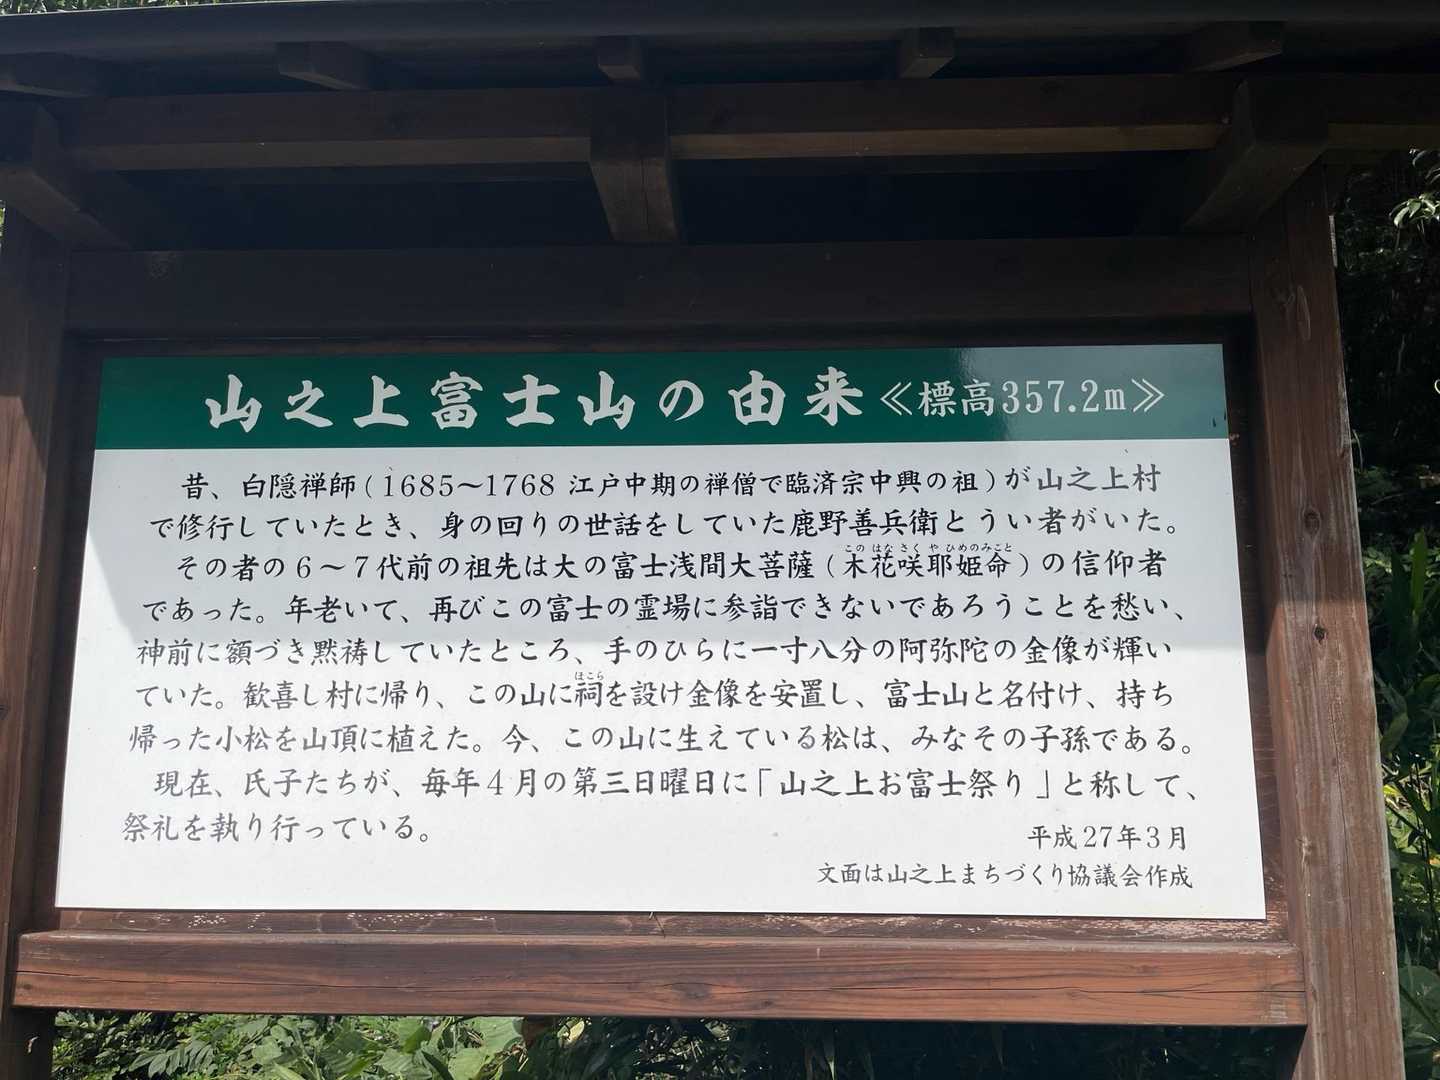 山之上富士山の由来≪標高357.2m≫
昔、白隠禅師(1685～1768 江戸中期の禅僧で臨済宗中興の祖)が山之上村
で修行していたとき、身の回りの世話をしていた鹿野善兵衛とうい者がいた。
その者の6～7代前の祖先は大の富士浅間大菩薩(木花咲耶姫命)の信仰者
このはなさくやひめのみこと
であった。年老いて、再びこの富士の霊場に参詣できないであろうことを愁い、
神前に額づき黙祷していたところ、手のひらに一寸八分の阿弥陀の金像が輝い
ていた。歓喜し村に帰り、この山に祠を設け金像を安置し、富士山と名付け、持ち
ほこら
帰った小松を山頂に植えた。今、この山に生えている松は、みなその子孫である。
現在、氏子たちが、毎年4月の第三日曜日に「山之上お富士祭り」と称して、
祭礼を執り行っている。
平成27年3月
文面は山之上まちづくり協議会作成